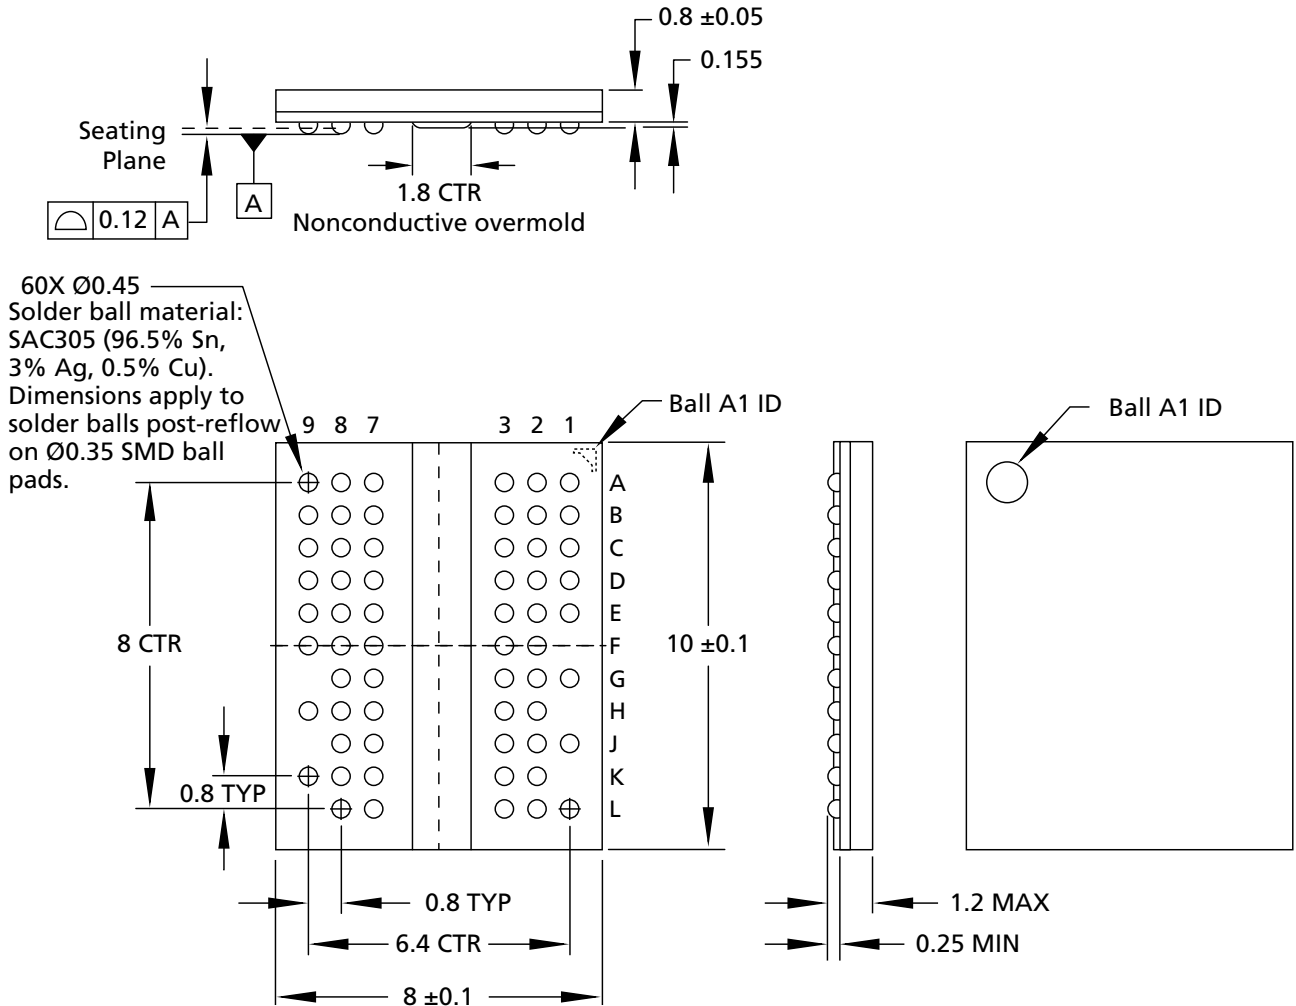 0.8 ±0.05
0.155
Seating
Plane
A
0.12 A
1.8 CTR
Nonconductive overmold
60X Ø0.45
Solder ball material:
SAC305 (96.5% Sn,
3% Ag, 0.5% Cu).
Dimensions apply to
solder balls post-reflow
on Ø0.35 SMD ball
pads.
Ball A1 ID
9 8 7 3 2 1
A
B
C
D
E
F
G
H
J
K
L
8 CTR
0.8 TYP
10 ±0.1
0.8 TYP
6.4 CTR
8 ±0.1
Ball A1 ID
1.2 MAX
0.25 MIN